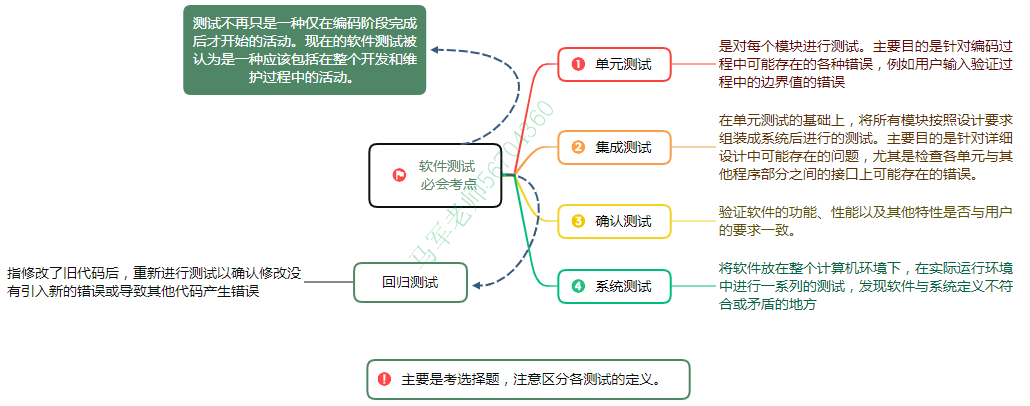 测试不再只是一种仅在编码阶段完成
后才开始的活动。现在的软件测试被
认为是一种应该包括在整个开发和维
护过程中的活动。
软件测试
必会考点
1 单元测试
是对每个模块进行测试。主要目的是针对编码过
程中可能存在的各种错误，例如用户输入验证过
程中的边界值的错误
2 集成测试
在单元测试的基础上，将所有模块按照设计要求
组装成系统后进行的测试。主要目的是针对详细
设计中可能存在的问题，尤其是检查各单元与其
他程序部分之间的接口上可能存在的错误。
3 确认测试
验证软件的功能、性能以及其他特性是否与用户
的要求一致。
4 系统测试
将软件放在整个计算机环境下，在实际运行环境
中进行一系列的测试，发现软件与系统定义不符
合或矛盾的地方
回归测试
指修改了旧代码后，重新进行测试以确认修改没
有引入新的错误或导致其他代码产生错误
! 主要是考选择题，注意区分各测试的定义。
马军老师56704360